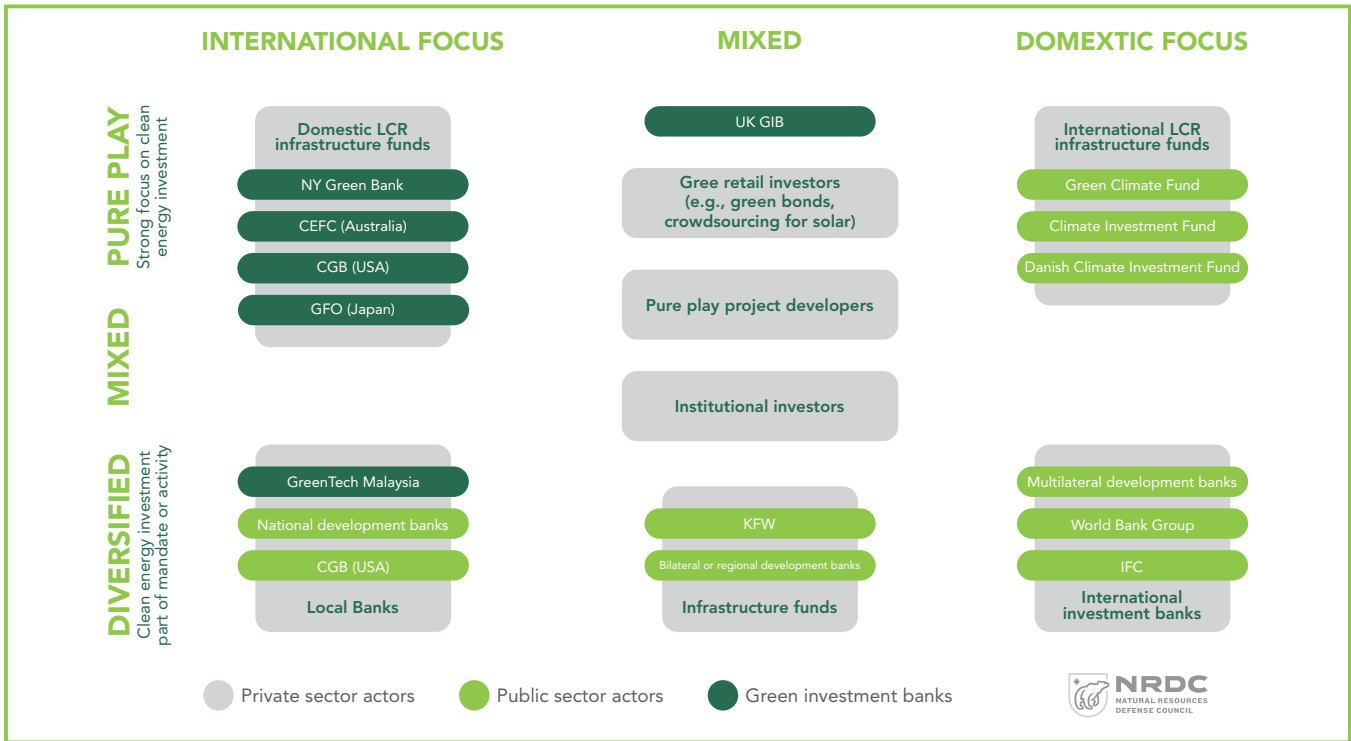 INTERNATIONAL FOCUS
MIXED
DOMEXTIC FOCUS
PURE PLAY
Strong focus on clean
energy investment
MIXED
DIVERSIFIED
Clean energy investment
part of mandate or activity
Domestic LCR
infrastructure funds
NY Green Bank
CEFC (Australia)
CGB (USA)
GFO (Japan)
UK GIB
Gree retail investors
(e.g., green bonds,
crowdsourcing for solar)
Pure play project developers
Institutional investors
International LCR
infrastructure funds
Green Climate Fund
Climate Investment Fund
Danish Climate Investment Fund
GreenTech Malaysia
National development banks
CGB (USA)
Local Banks
KFW
Bilateral or regional development banks
Infrastructure funds
Multilateral development banks
World Bank Group
IFC
International
investment banks
Private sector actors
Public sector actors
Green investment banks
NRDC
NATURAL RESOURCES
DEFENSE COUNCIL